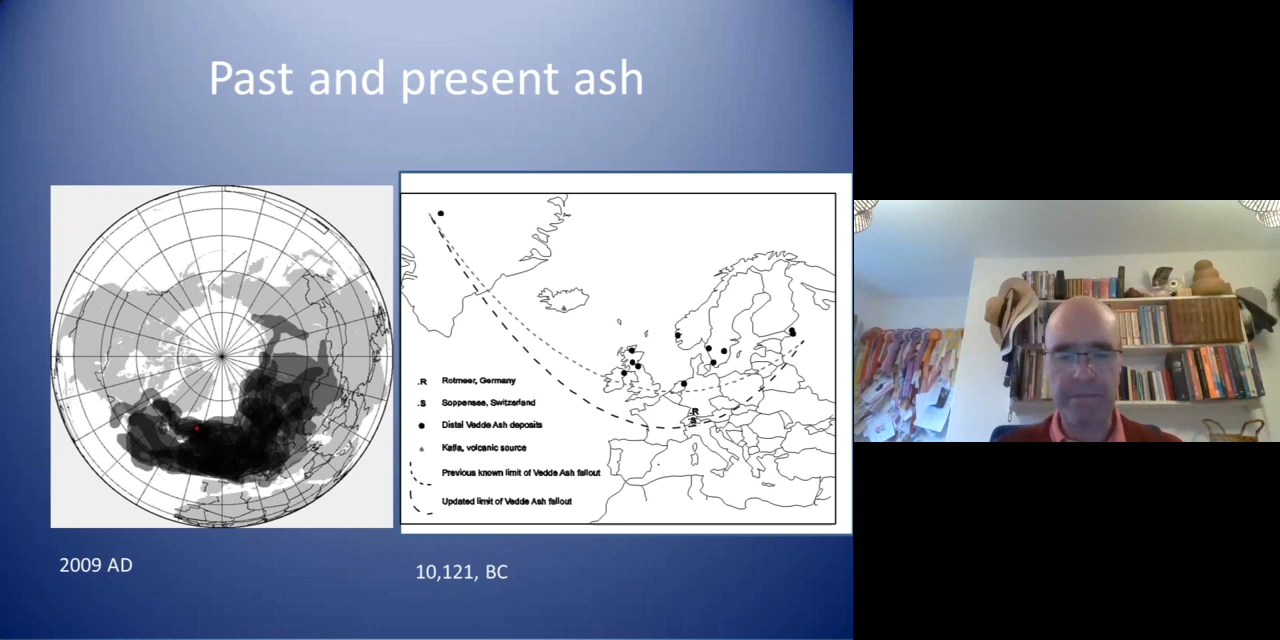 Past and present ash
.R Rotmeer, Germany
.S Soppensee, Switzerland
Distal Vedde Ash deposits
Katla, volcanic source
Previous known limit of Vedde Ash fallout
Updated limit of Vedde Ash fallout
.R
S
2009 AD
10,121, BC